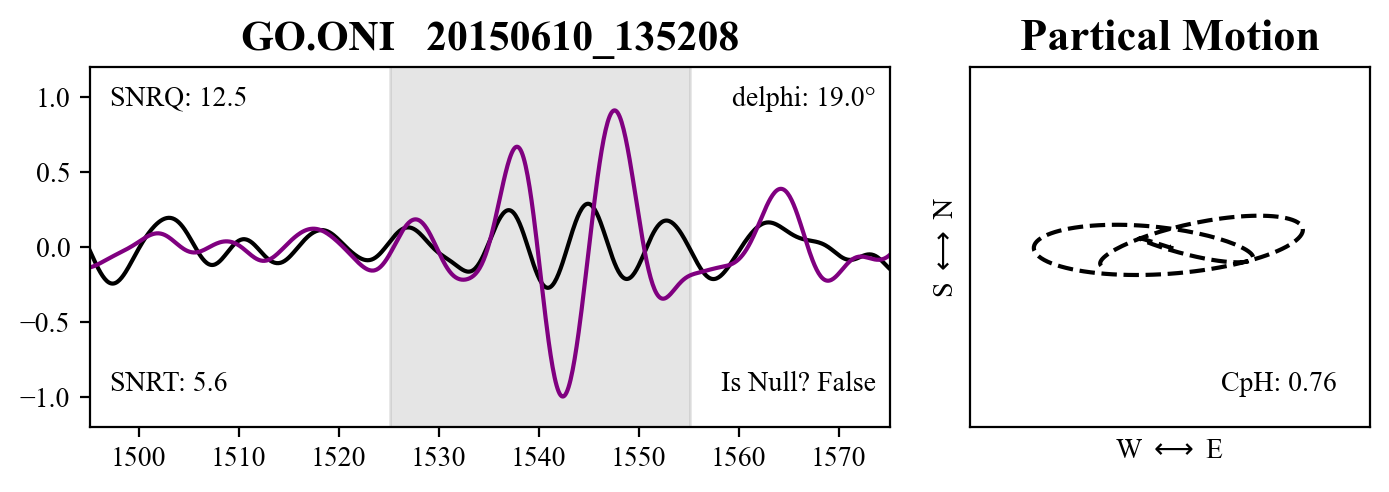 GO.ONI 20150610_135208
Partical Motion
SNRQ: 12.5
delphi: 19.0°
1.0
0.5
0.0
−0.5
−1.0
SNRT: 5.6
Is Null? False
1500 1510 1520 1530 1540 1550 1560 1570
S ⟷ N
CpH: 0.76
W ⟷ E